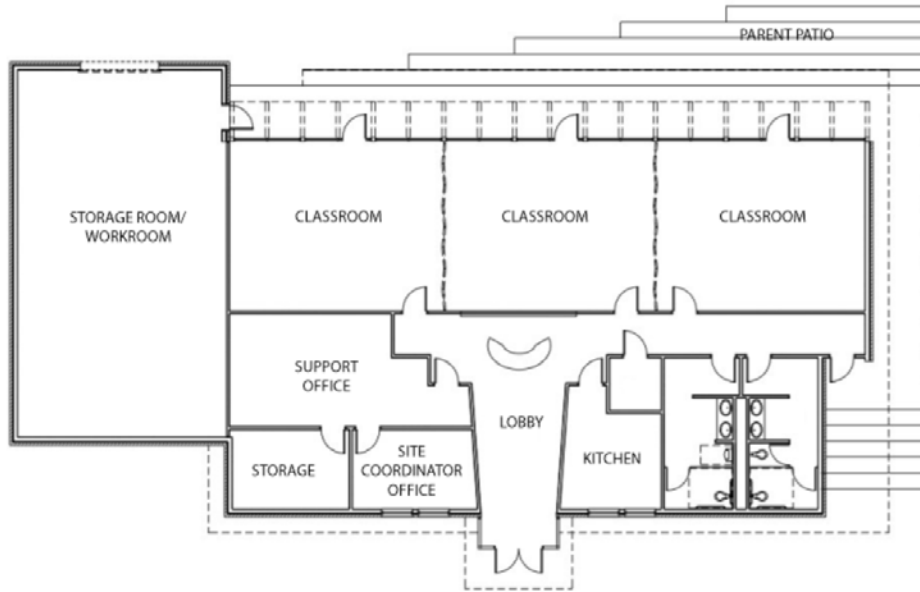 PARENT PATIO
STORAGE ROOM/
WORKROOM
CLASSROOM
CLASSROOM
CLASSROOM
SUPPORT
OFFICE
LOBBY
KITCHEN
STORAGE
SITE
COORDINATOR
OFFICE